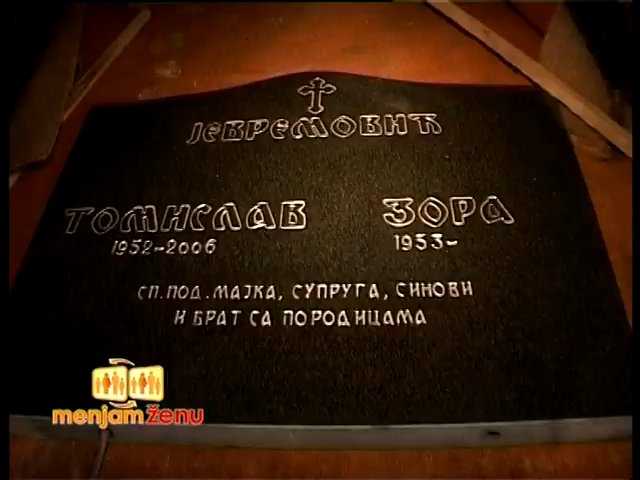 ЈЕВРЕМОВИЋ
ТОМИСЛАВ ЗОРА
1952-2006 1953-
СП.ПОД.МАЈКА, СУПРУГА, СИНОВИ
И БРАТ СА ПОРОДИЦАМА
menjam ženu